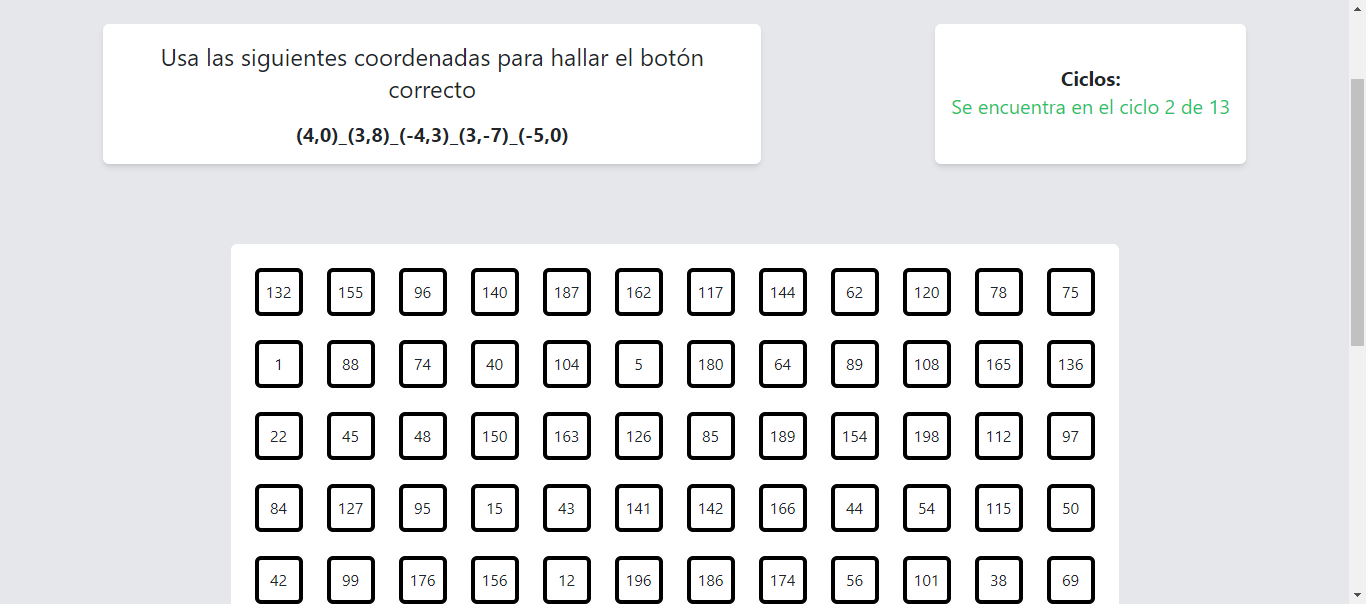 Usa las siguientes coordenadas para hallar el botón
correcto
(4,0)_(3,8)_(-4,3)_(3,-7)_(-5,0)
Ciclos:
Se encuentra en el ciclo 2 de 13
132 155 96 140 187 162 117 144 62 120 78 75
1 88 74 40 104 5 180 64 89 108 165 136
22 45 48 150 163 126 85 189 154 198 112 97
84 127 95 15 43 141 142 166 44 54 115 50
42 99 176 156 12 196 186 174 56 101 38 69